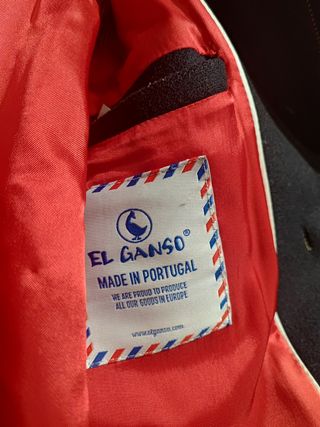 EL GANSO®
MADE IN PORTUGAL
WE ARE PROUD TO PRODUCE
ALL OUR GOODS IN EUROPE
www.elganso.com